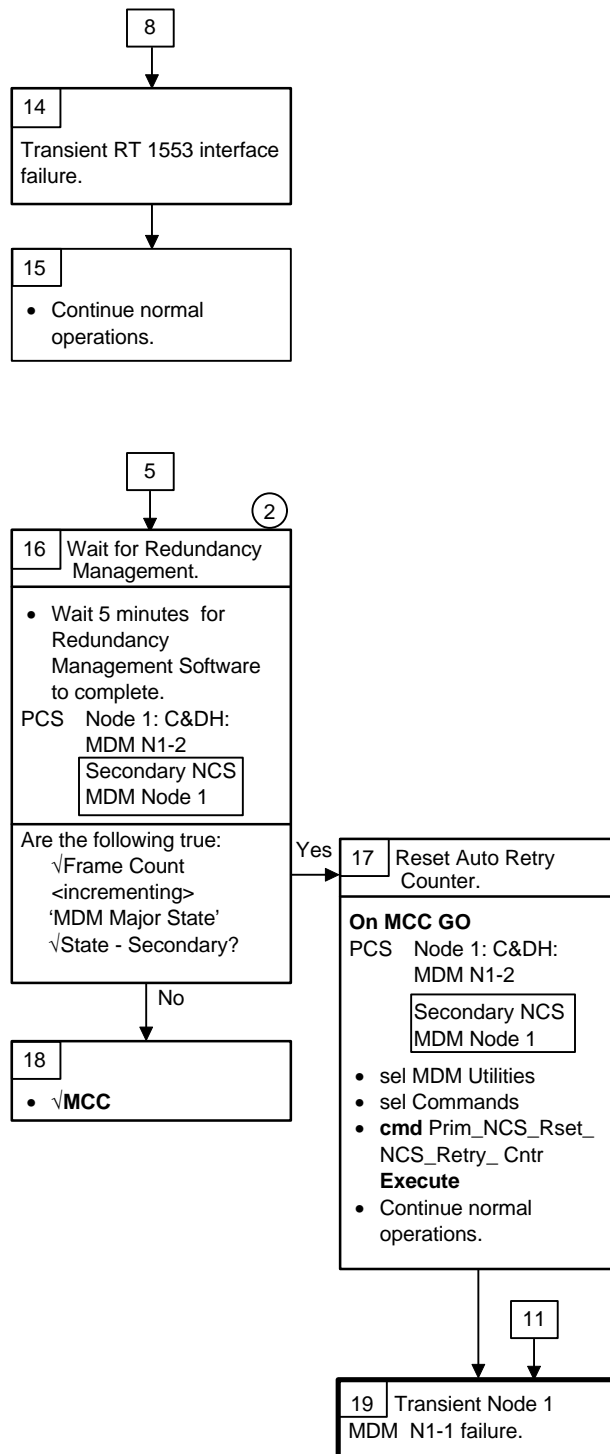 8
14
Transient RT 1553 interface
failure.
15
• Continue normal
operations.
5
2
16 Wait for Redundancy
Management.
• Wait 5 minutes for
Redundancy
Management Software
to complete.
PCS Node 1: C&DH:
MDM N1-2
Secondary NCS
MDM Node 1
Are the following true:
√Frame Count
<incrementing>
‘MDM Major State’
√State - Secondary?
Yes
No
17 Reset Auto Retry
Counter.
On MCC GO
PCS Node 1: C&DH:
MDM N1-2
Secondary NCS
MDM Node 1
• sel MDM Utilities
• sel Commands
• cmd Prim_NCS_Rset_
NCS_Retry_ Cntr
Execute
• Continue normal
operations.
18
• √MCC
11
19 Transient Node 1
MDM N1-1 failure.